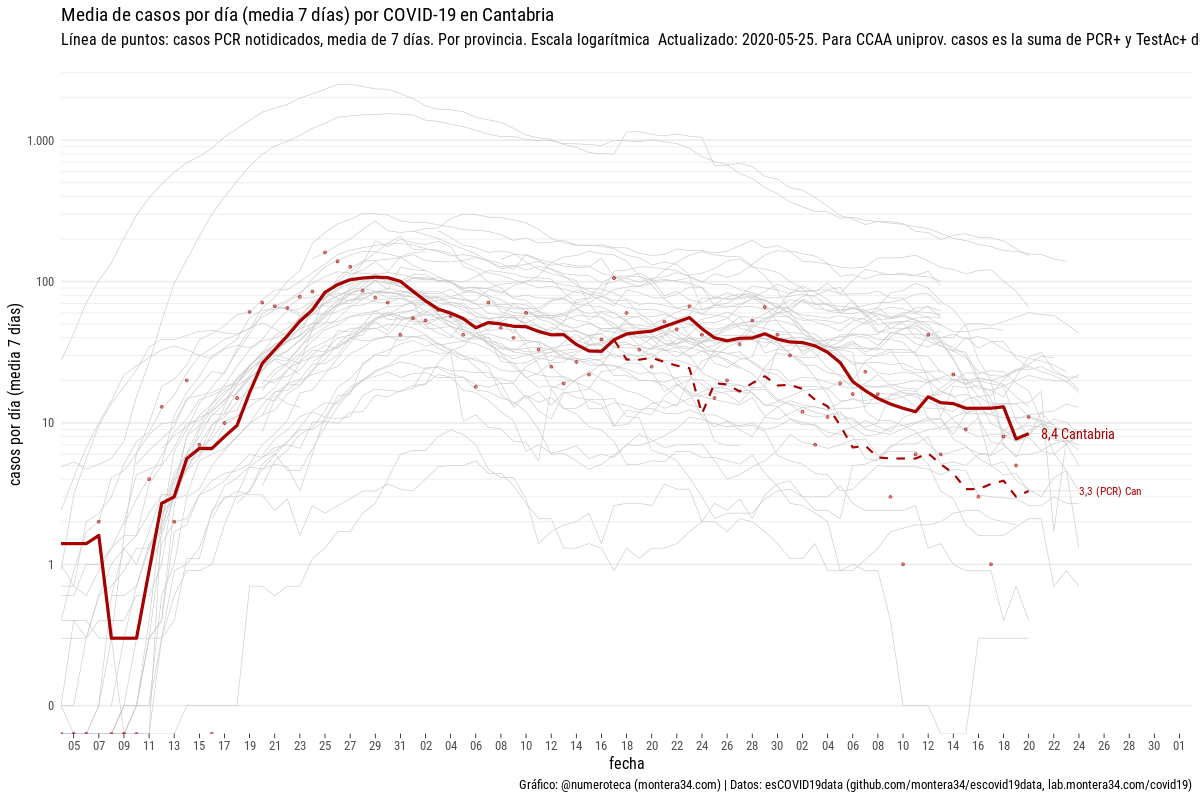 Media de casos por día (media 7 días) por COVID-19 en Cantabria
Línea de puntos: casos PCR notidicados, media de 7 días. Por provincia. Escala logarítmica  Actualizado: 2020-05-25. Para CCAA uniprov. casos es la suma de PCR+ y TestAc+ d
casos por día (media 7 días)
1.000
100
10
1
0
8,4 Cantabria
3,3 (PCR) Can
05 07 09 11 13 15 17 19 21 23 25 27 29 31 02 04 06 08 10 12 14 16 18 20 22 24 26 28 30 02 04 06 08 10 12 14 16 18 20 22 24 26 28 30 01
fecha
Gráfico: @numeroteca (montera34.com) | Datos: esCOVID19data (github.com/montera34/escovid19data, lab.montera34.com/covid19)